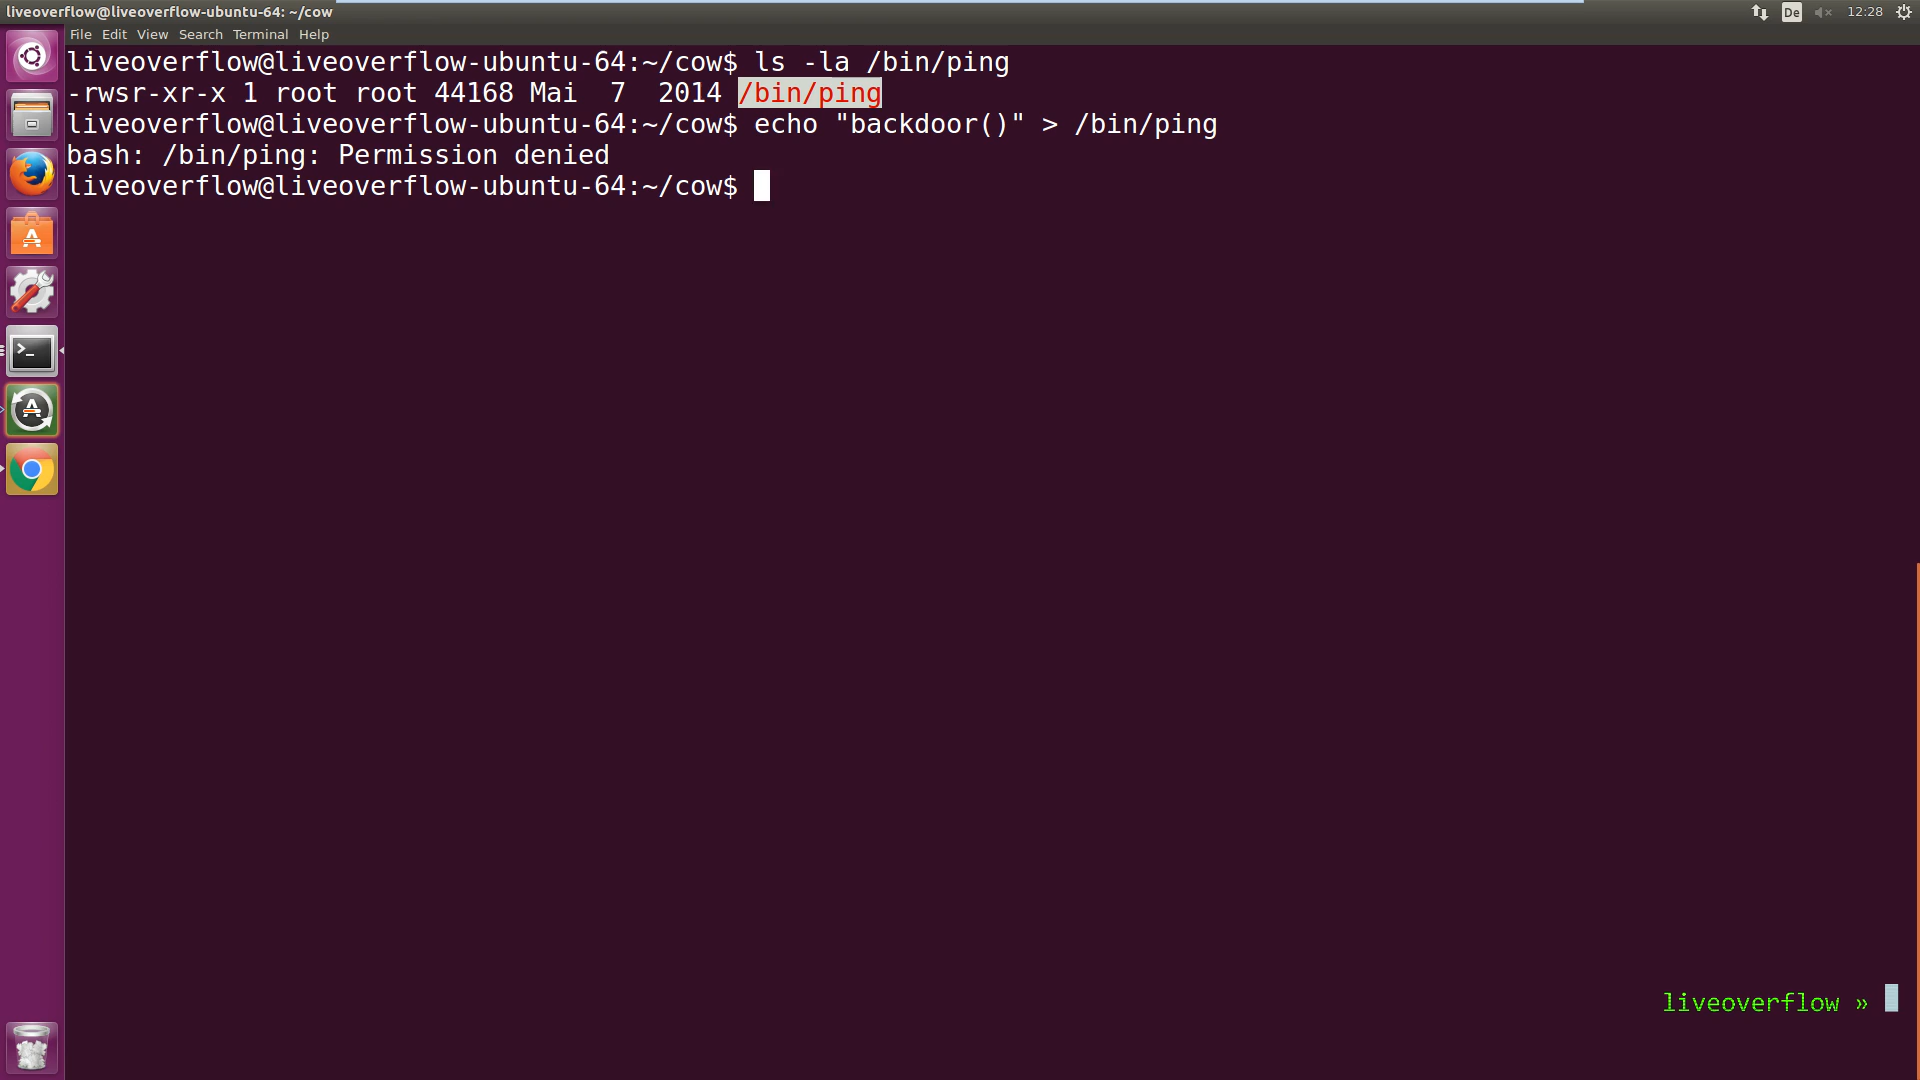 liveoverflow@liveoverflow-ubuntu-64: ~/cow
De
12:28
File Edit View Search Terminal Help
liveoverflow@liveoverflow-ubuntu-64:~/cow$ ls -la /bin/ping
-rwsr-xr-x 1 root root 44168 Mai  7  2014 /bin/ping
liveoverflow@liveoverflow-ubuntu-64:~/cow$ echo "backdoor()" > /bin/ping
bash: /bin/ping: Permission denied
liveoverflow@liveoverflow-ubuntu-64:~/cow$
liveoverflow »